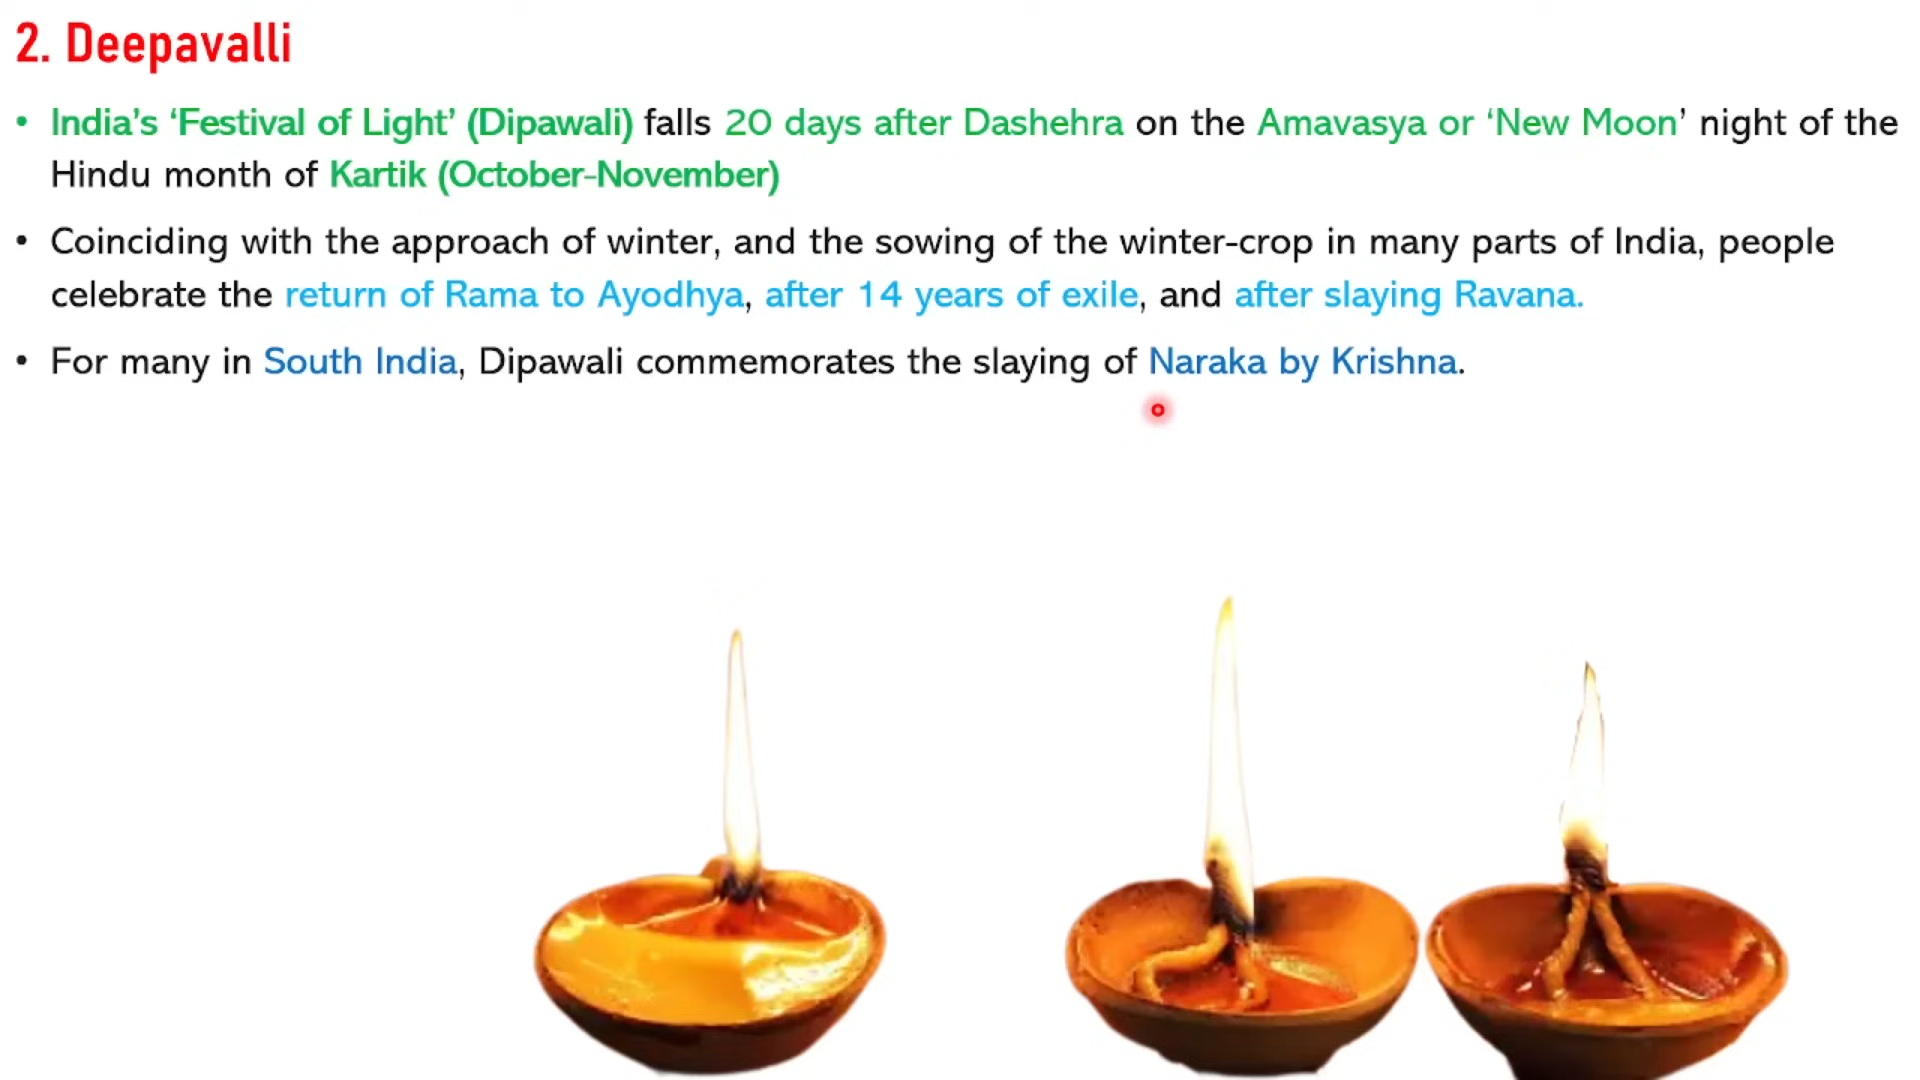 2. Deepavalli
• India's 'Festival of Light' (Dipawali) falls 20 days after Dashehra on the Amavasya or 'New Moon' night of the
Hindu month of Kartik (October-November)
• Coinciding with the approach of winter, and the sowing of the winter-crop in many parts of India, people
celebrate the return of Rama to Ayodhya, after 14 years of exile, and after slaying Ravana.
• For many in South India, Dipawali commemorates the slaying of Naraka by Krishna.